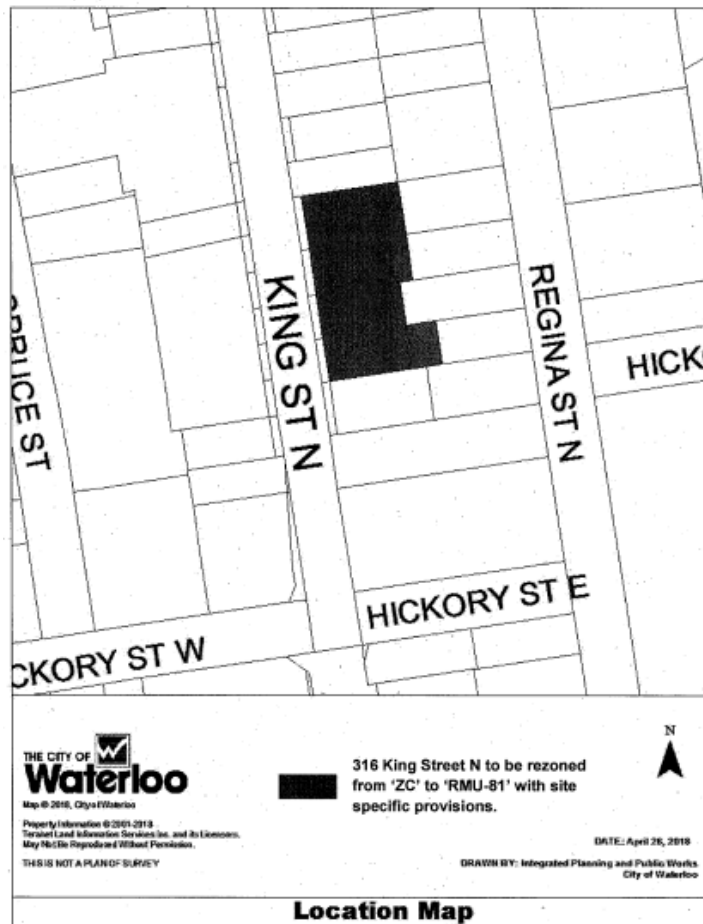 SPRUCE ST
KING ST N
REGINA ST N
HICK
HICKORY ST E
CKORY ST W
THE CITY OF
Waterloo
Map © 2018, City of Waterloo
Property Information © 2001-2018
Teranet Land Information Services Inc. and its Licensors.
May Not Be Reproduced Without Permission.
THIS IS NOT A PLAN OF SURVEY
316 King Street N to be rezoned
from 'ZC' to 'RMU-81' with site
specific provisions.
N
DATE: April 26, 2018
DRAWN BY: Integrated Planning and Public Works
City of Waterloo
Location Map